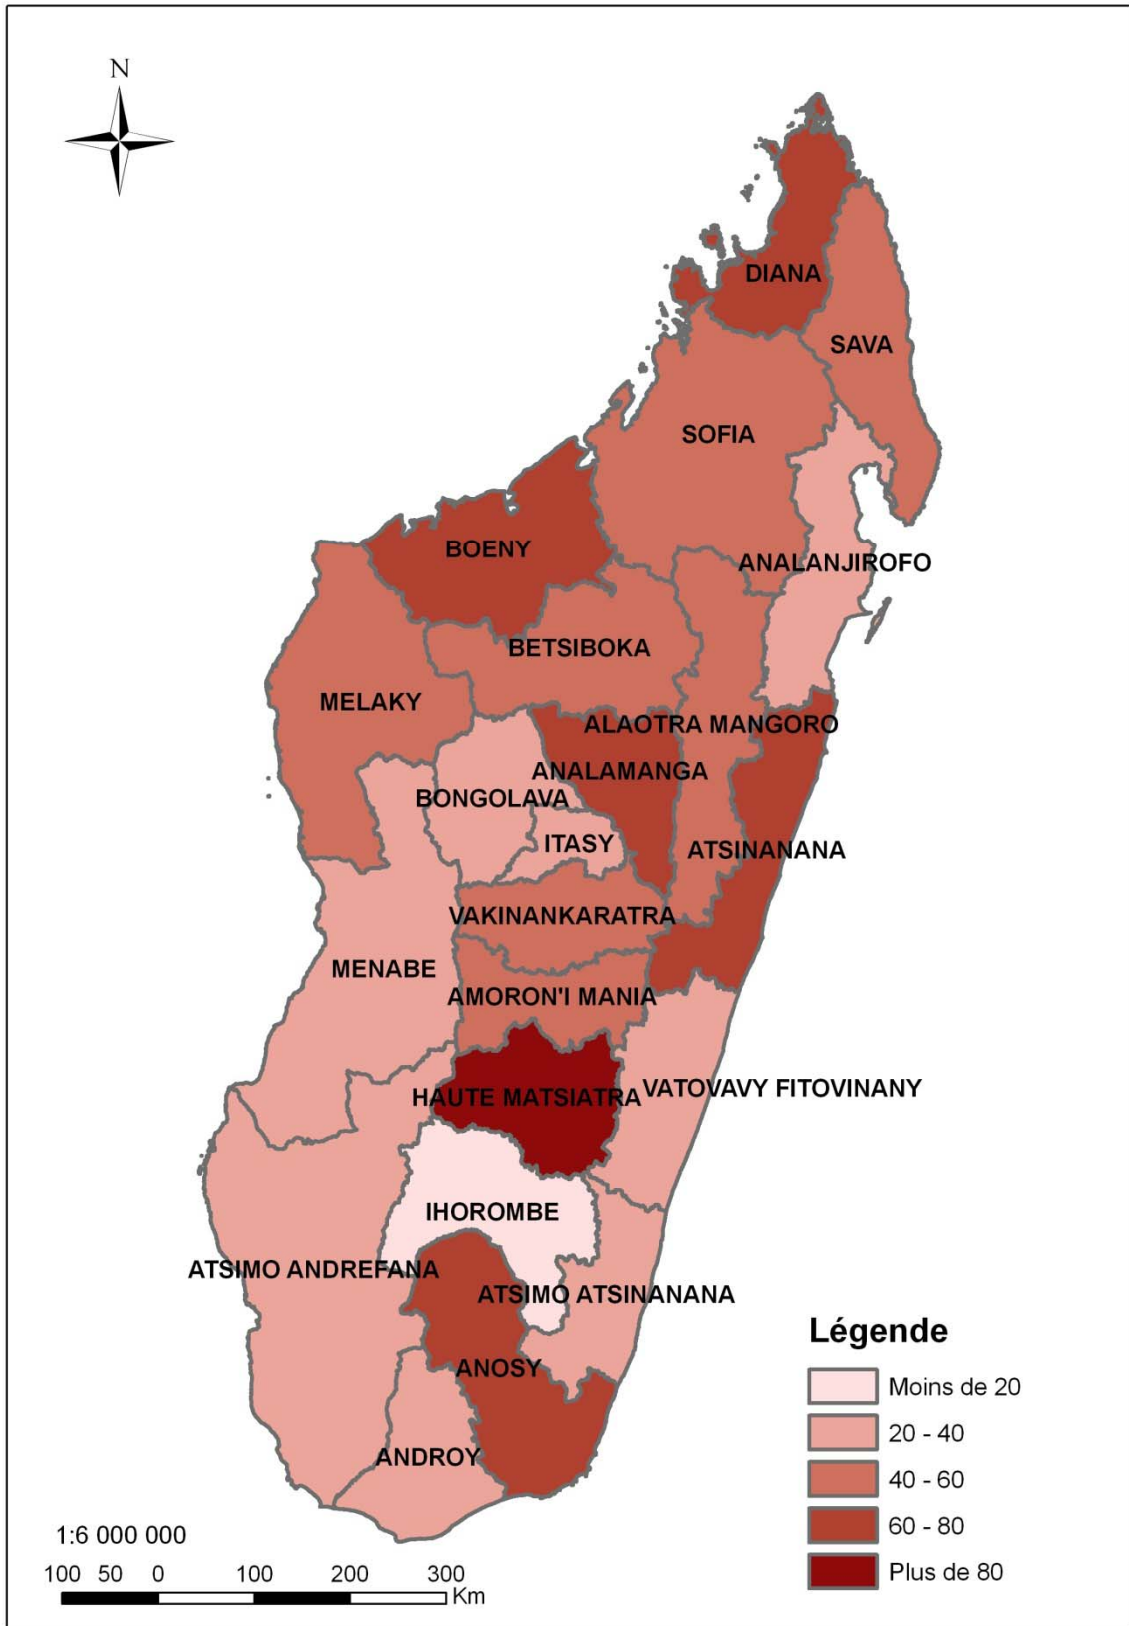 N
DIANA
SAVA
SOFIA
BOENY
ANALANJIROFO
BETSIBOKA
MELAKY
ALAOTRA MANGORO
ANALAMANGA
BONGOLAVA
ITASY
ATSINANANA
VAKINANKARATRA
MENABE
AMORON'I MANIA
HAUTE MATSIATRA
VATOVAVY FITOVINANY
IHOROMBE
ATSIMO ANDREFANA
ATSIMO ATSINANANA
ANOSY
ANDROY
Légende
Moins de 20
20 - 40
40 - 60
60 - 80
Plus de 80
1:6 000 000
100 50 0 100 200 300
Km